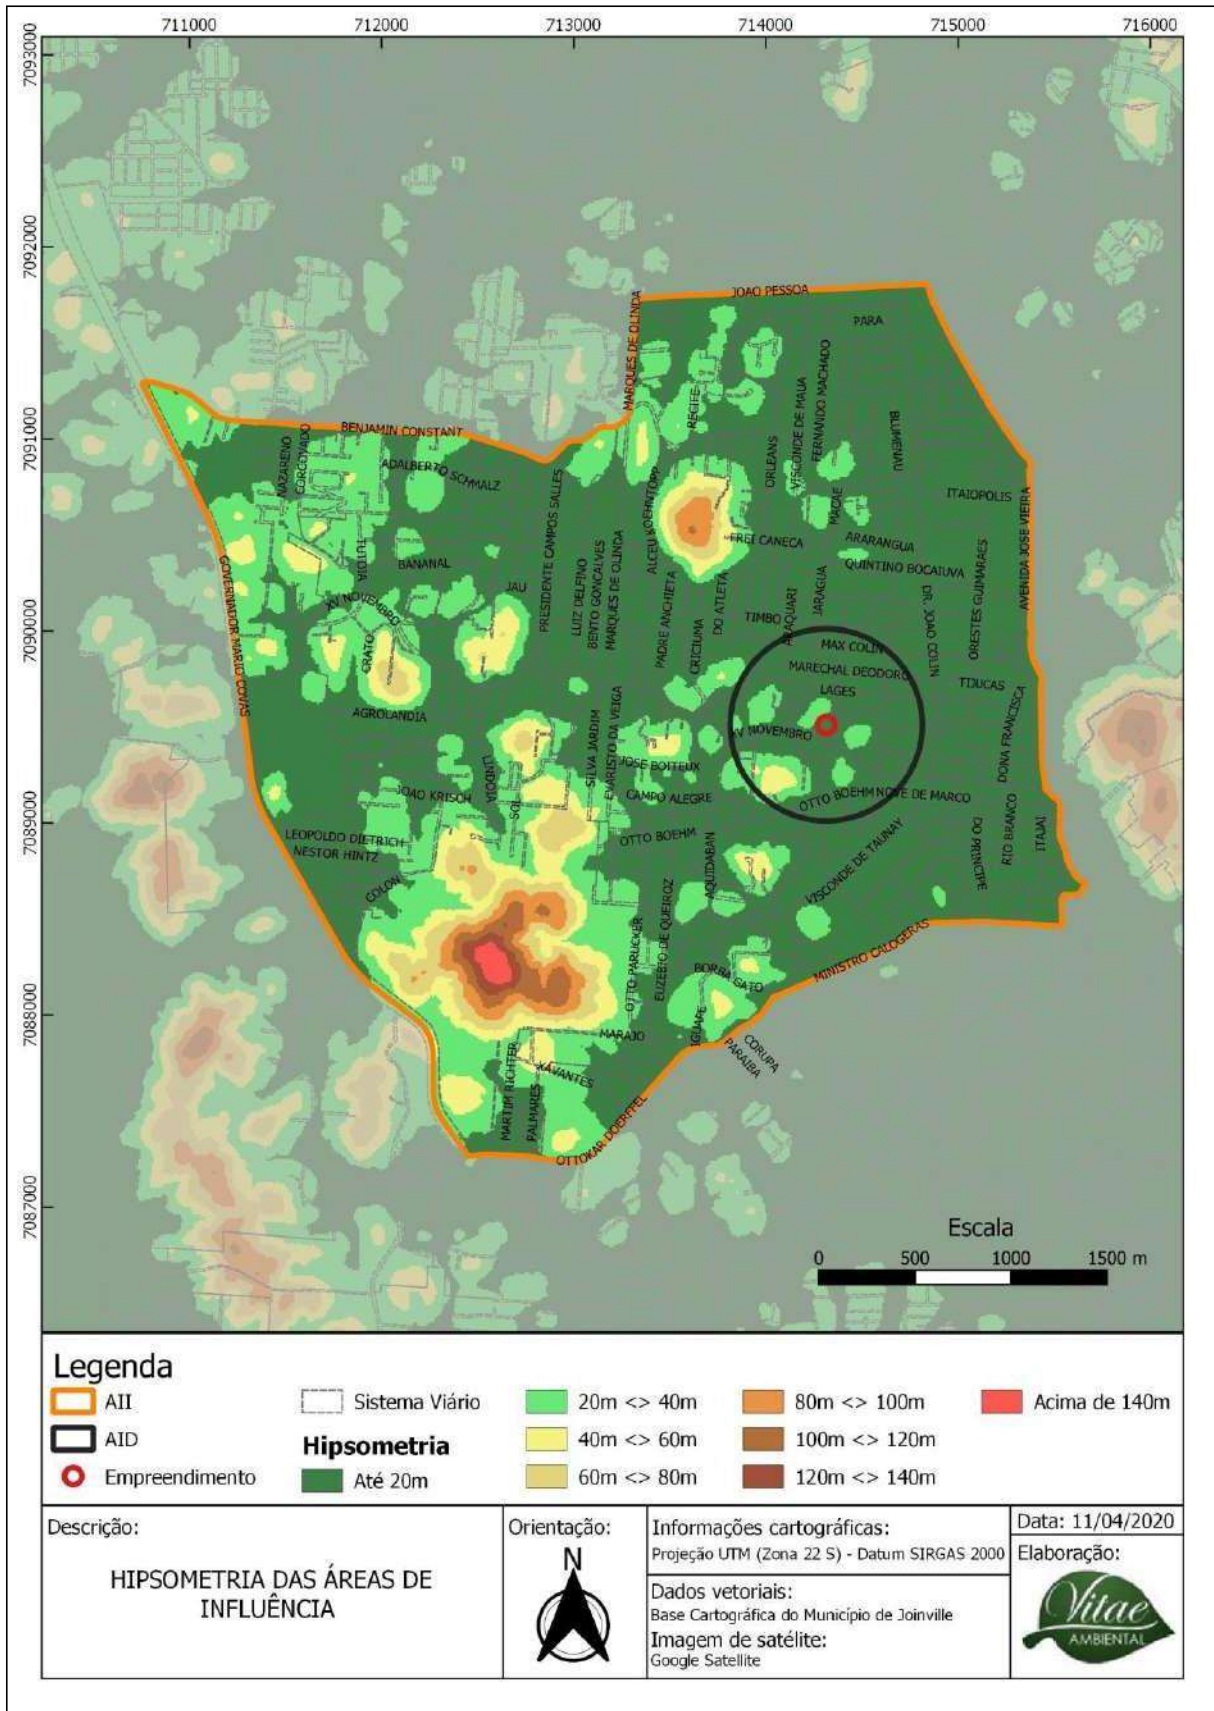 711000
712000
713000
714000
715000
716000
7093000
7092000
7091000
7090000
7089000
7088000
7087000
JOAO PESSOA
MARQUES DE OLINDA
PARA
BENJAMIN CONSTANT
NAZARENO
CORCOVADO
ADALBERTO SCHMALZ
RECIFE
ORLEANS
VISCONDE DE MAUA
FERNANDO MACHADO
BLUMENAU
ITAIOPOLIS
MACAE
PRESIDENTE CAMPOS SALLES
ALCEU KOEHNTOPP
FREI CANECA
ARARANGUA
QUINTINO BOCAIUVA
AVENIDA JOSE VIEIRA
TUTOIA
BANANAL
JAU
LUIZ DELFINO
BENTO GONCALVES
MARQUES DE OLINDA
PADRE ANCHIETA
CRICIUMA
DO ATLETA
TIMBO
ARAQUARI
JARAGUA
DR. JOAO COLIN
ORESTES GUIMARAES
GOVERNADOR MARIO COVAS
XV NOVEMBRO
CRATO
MAX COLIN
MARECHAL DEODORO
LAGES
TIJUCAS
AGROLANDIA
XV NOVEMBRO
DONA FRANCISCA
SILVA JARDIM
EVARISTO DA VEIGA
JOSE BOITEUX
LINDOIA
SOL
JOAO KRISCH
CAMPO ALEGRE
OTTO BOEHM
NOVE DE MARCO
LEOPOLDO DIETRICH
NESTOR HINTZ
OTTO BOEHM
AQUIDABAN
VISCONDE DE TAUNAY
DO PRINCIPE
RIO BRANCO
ITAJAI
COLON
EUZEBIO DE QUEIROZ
OTTO PARUCKER
BORBA GATO
MINISTRO CALOGERAS
MARAJO
IGUAPE
CORUPA
PARAIBA
MARTIM RICHTER
XAVANTES
PALMARES
OTTOKAR DOERFFEL
Escala
0 500 1000 1500 m
Legenda
AII
AID
Empreendimento
Sistema Viário
Hipsometria
Até 20m
20m <> 40m
40m <> 60m
60m <> 80m
80m <> 100m
100m <> 120m
120m <> 140m
Acima de 140m
Descrição:
HIPSOMETRIA DAS ÁREAS DE
INFLUÊNCIA
Orientação:
N
Informações cartográficas:
Projeção UTM (Zona 22 S) - Datum SIRGAS 2000
Dados vetoriais:
Base Cartográfica do Município de Joinville
Imagem de satélite:
Google Satellite
Data: 11/04/2020
Elaboração:
Vitae
AMBIENTAL